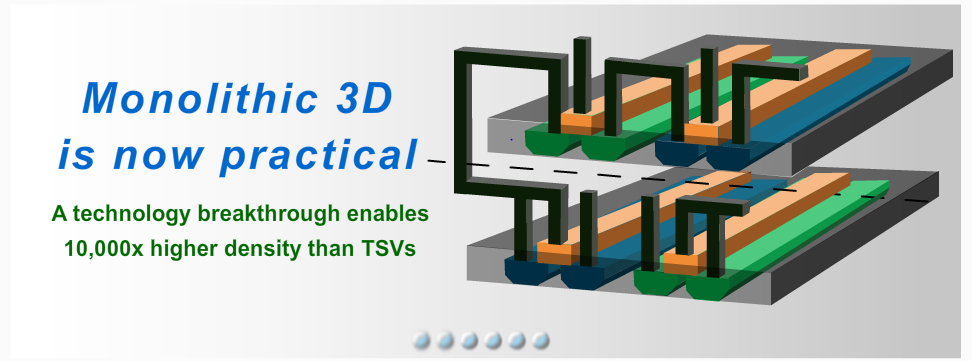 Monolithic 3D
is now practical
A technology breakthrough enables
10,000x higher density than TSVs